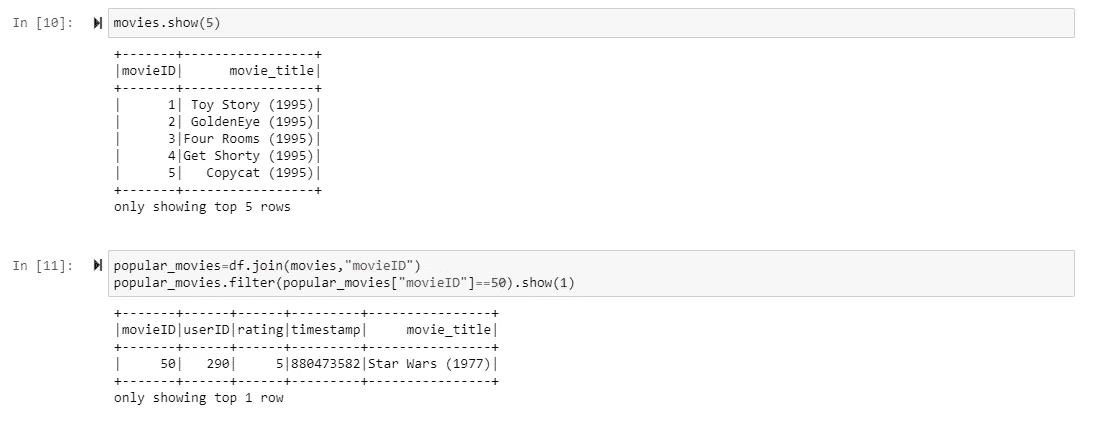 In [10]: movies.show(5)
+-------+-----------------+
|movieID|      movie_title|
+-------+-----------------+
|      1| Toy Story (1995)|
|      2| GoldenEye (1995)|
|      3|Four Rooms (1995)|
|      4|Get Shorty (1995)|
|      5|   Copycat (1995)|
+-------+-----------------+
only showing top 5 rows
In [11]: popular_movies=df.join(movies,"movieID")
popular_movies.filter(popular_movies["movieID"]==50).show(1)
+-------+------+------+---------+----------------+
|movieID|userID|rating|timestamp|     movie_title|
+-------+------+------+---------+----------------+
|     50|   290|     5|880473582|Star Wars (1977)|
+-------+------+------+---------+----------------+
only showing top 1 row